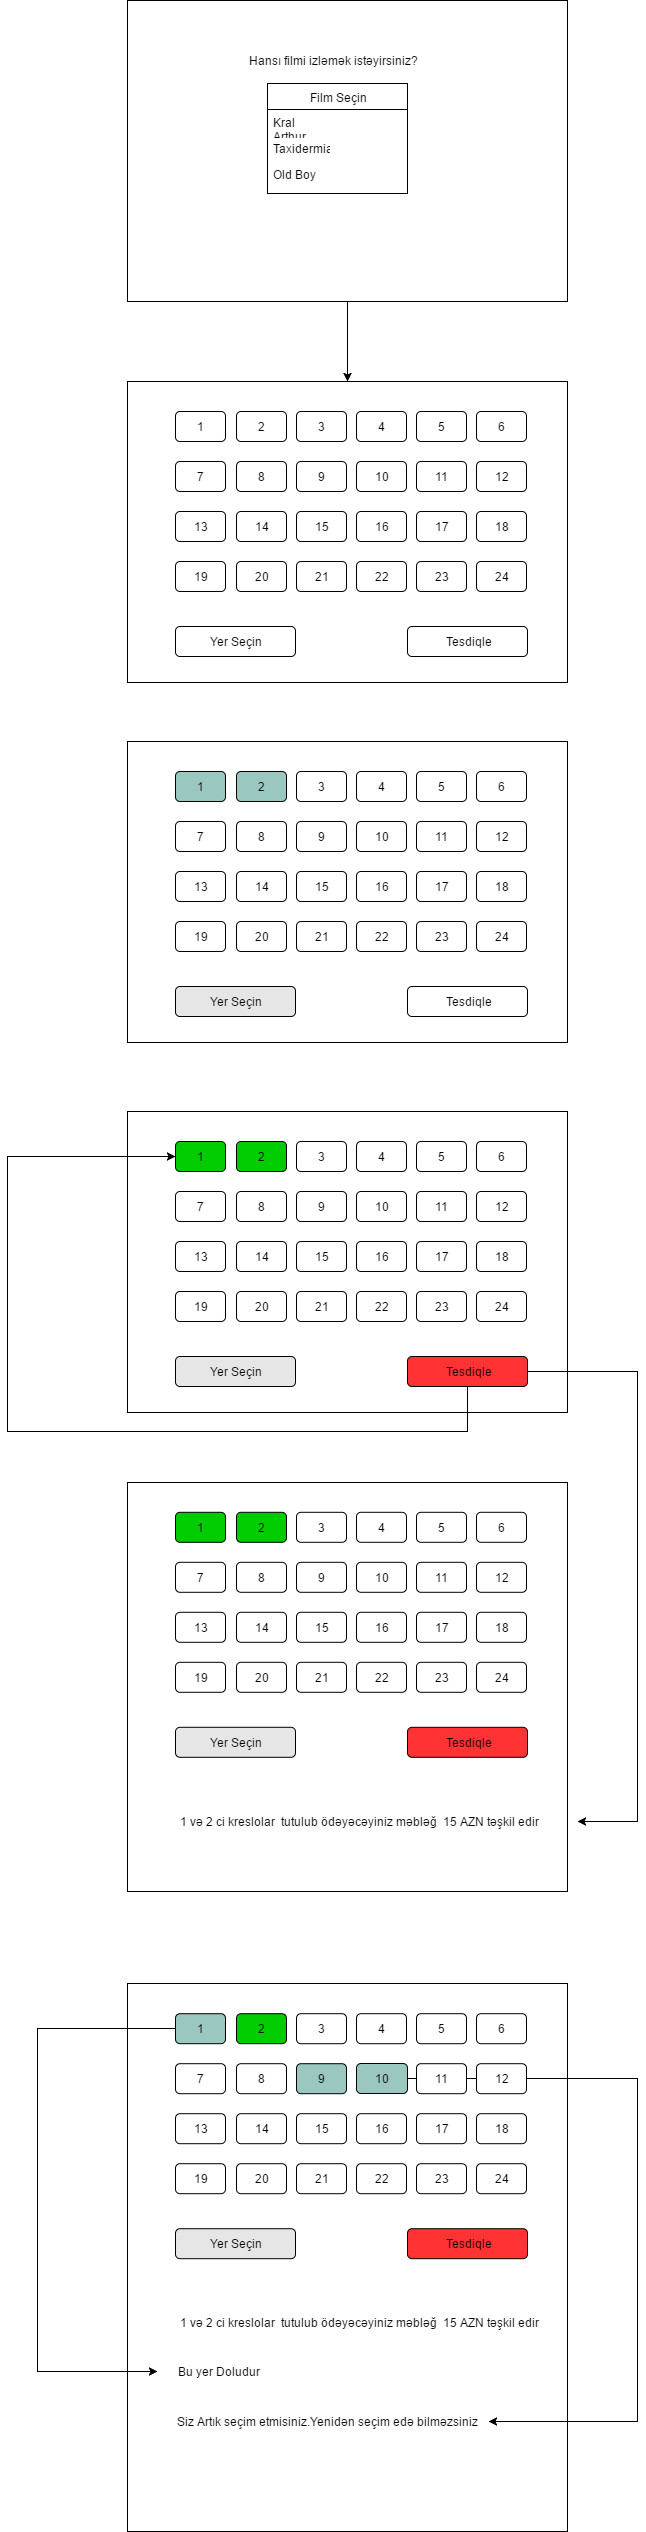 Hansı filmi izləmək istəyirsiniz?
Film Seçin
Kral
Arthur
Taxidermia
Old Boy
1 2 3 4 5 6
7 8 9 10 11 12
13 14 15 16 17 18
19 20 21 22 23 24
Yer Seçin Tesdiqle
1 2 3 4 5 6
7 8 9 10 11 12
13 14 15 16 17 18
19 20 21 22 23 24
Yer Seçin Tesdiqle
1 2 3 4 5 6
7 8 9 10 11 12
13 14 15 16 17 18
19 20 21 22 23 24
Yer Seçin Tesdiqle
1 2 3 4 5 6
7 8 9 10 11 12
13 14 15 16 17 18
19 20 21 22 23 24
Yer Seçin Tesdiqle
1 və 2 ci kreslolar tutulub ödəyəcəyiniz məbləğ 15 AZN təşkil edir
1 2 3 4 5 6
7 8 9 10 11 12
13 14 15 16 17 18
19 20 21 22 23 24
Yer Seçin Tesdiqle
1 və 2 ci kreslolar tutulub ödəyəcəyiniz məbləğ 15 AZN təşkil edir
Bu yer Doludur
Siz Artık seçim etmisiniz.Yenidən seçim edə bilməzsiniz